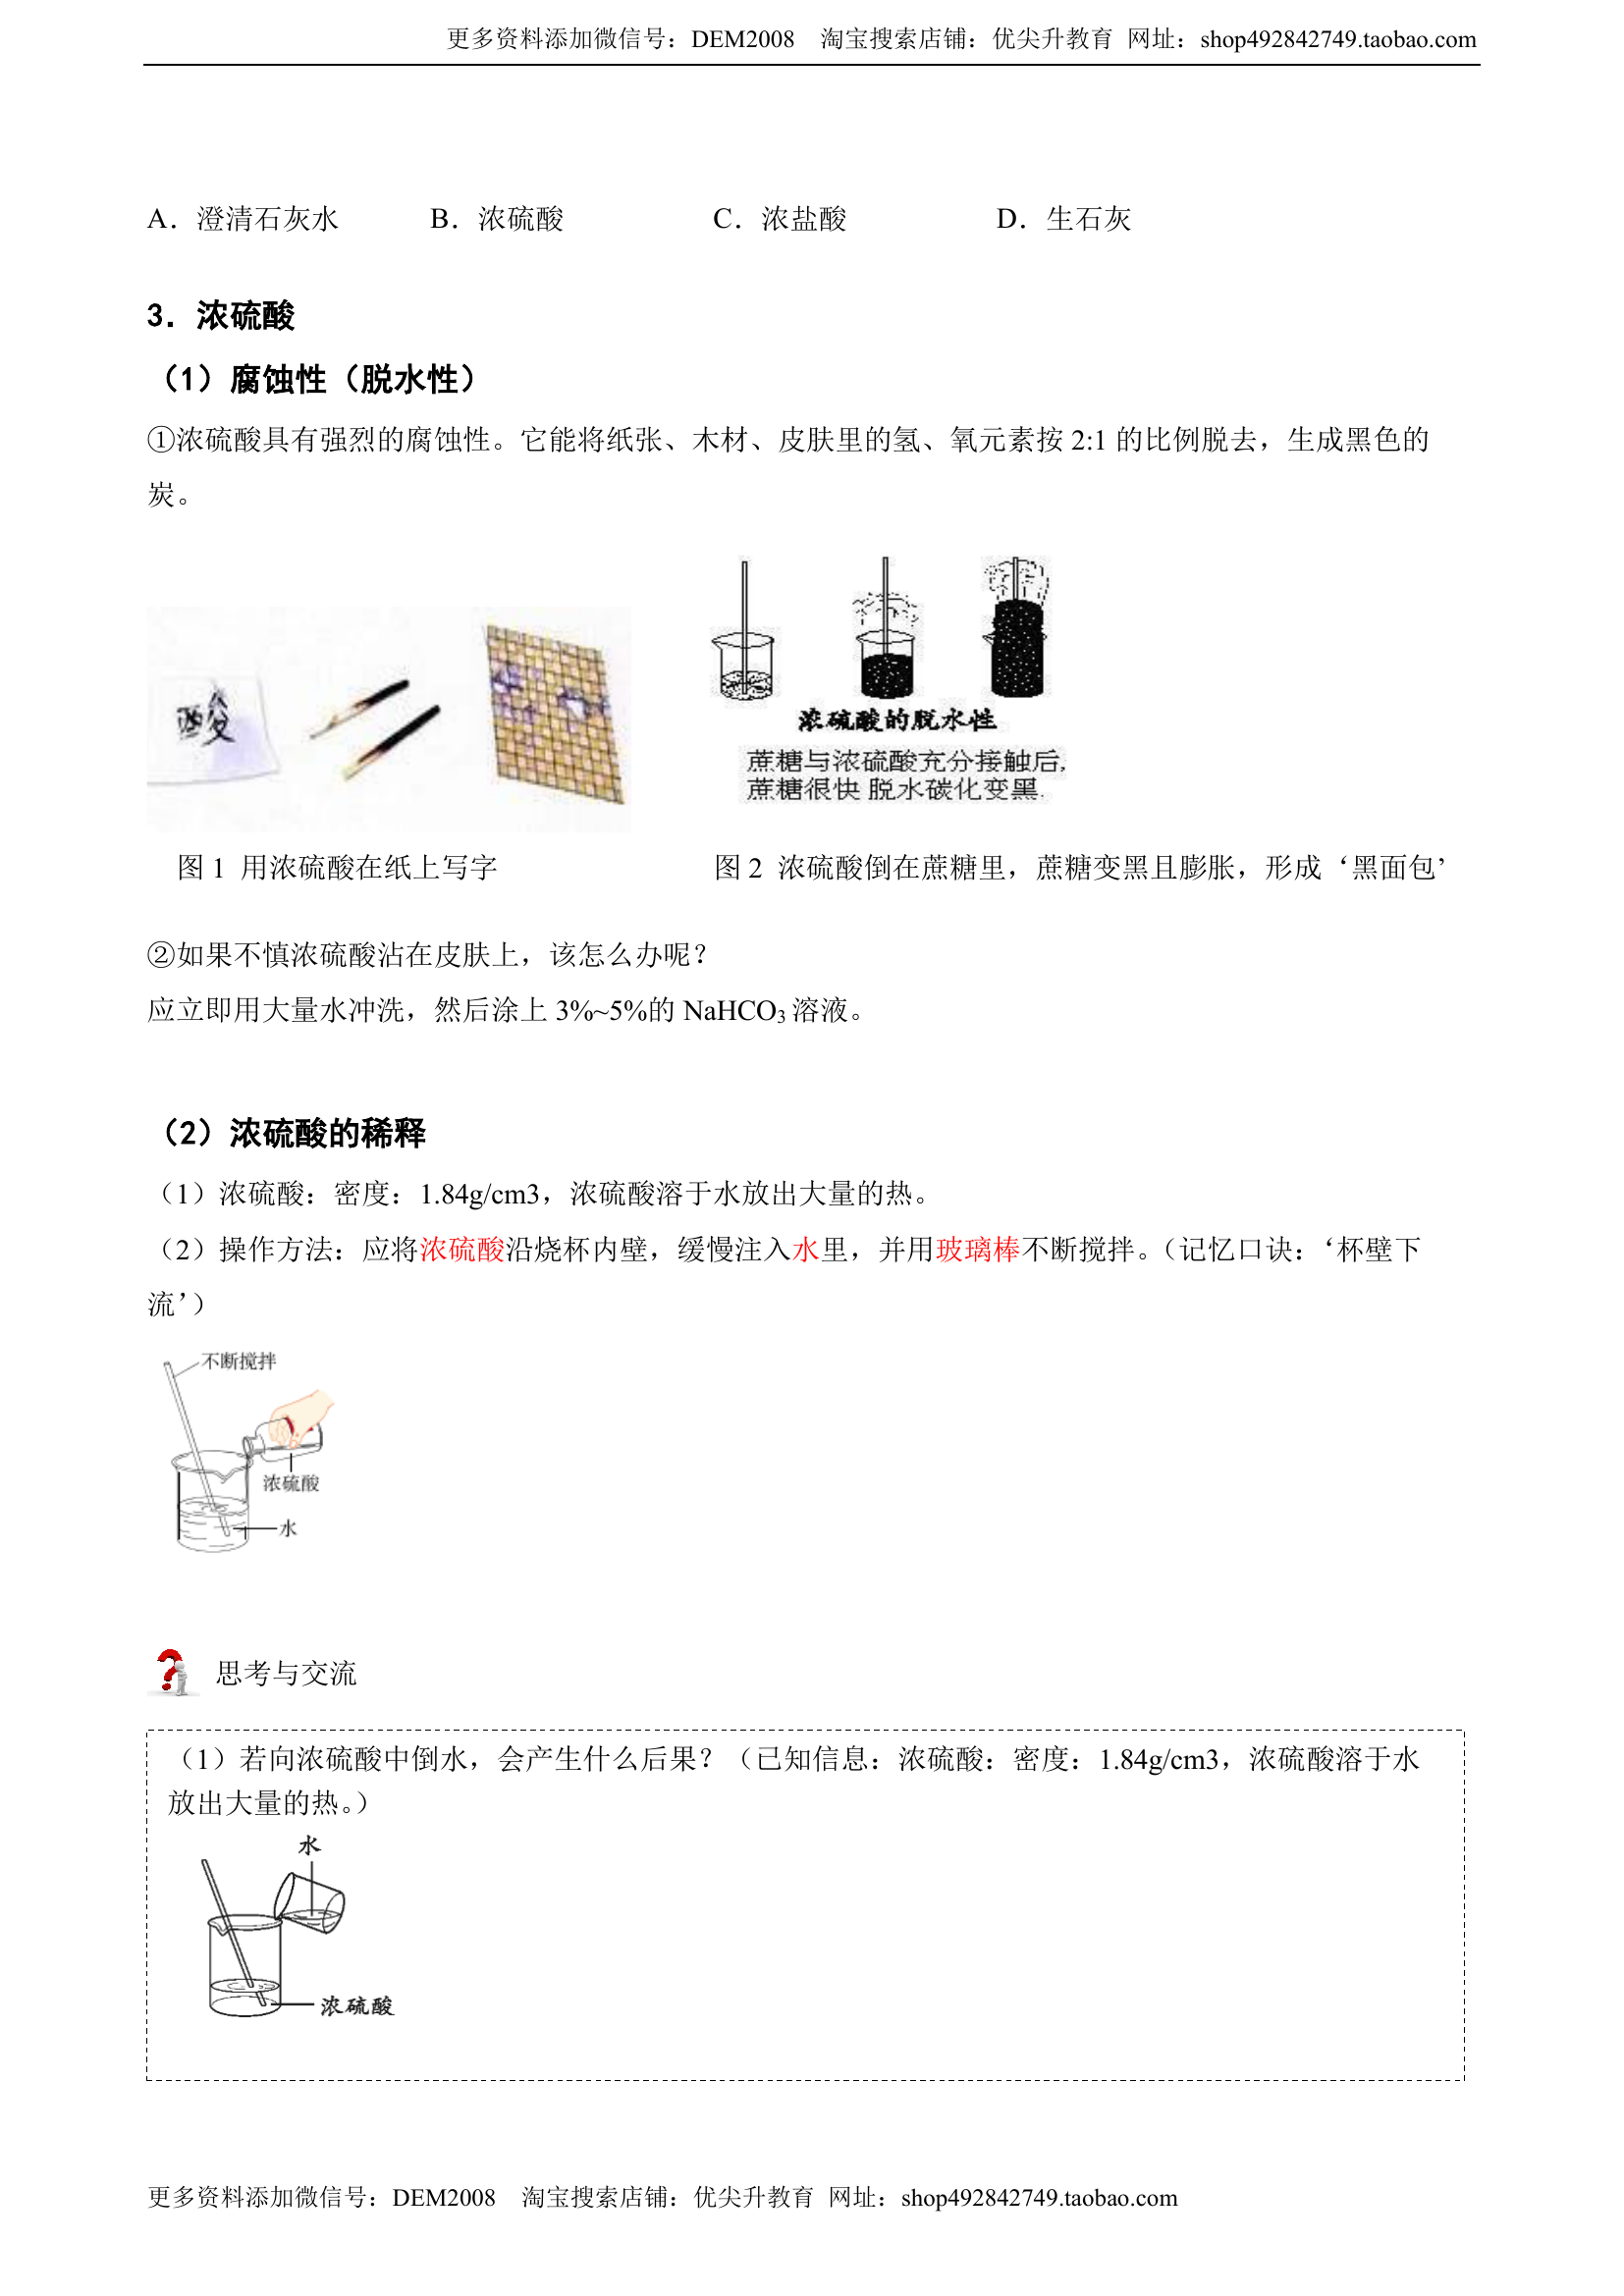 更多资料添加微信号：DEM2008 淘宝搜索店铺：优尖升教育 网址：shop492842749.taobao.com
A．澄清石灰水 B．浓硫酸 C．浓盐酸 D．生石灰
3．浓硫酸
（1）腐蚀性（脱水性）
①浓硫酸具有强烈的腐蚀性。它能将纸张、木材、皮肤里的氢、氧元素按 2:1 的比例脱去，生成黑色的
炭。
酸
浓硫酸的脱水性
蔗糖与浓硫酸充分接触后,
蔗糖很快 脱水碳化变黑.
图 1 用浓硫酸在纸上写字 图 2 浓硫酸倒在蔗糖里，蔗糖变黑且膨胀，形成‘黑面包’
②如果不慎浓硫酸沾在皮肤上，该怎么办呢？
应立即用大量水冲洗，然后涂上 3%~5%的 NaHCO₃ 溶液。
（2）浓硫酸的稀释
（1）浓硫酸：密度：1.84g/cm3，浓硫酸溶于水放出大量的热。
（2）操作方法：应将浓硫酸沿烧杯内壁，缓慢注入水里，并用玻璃棒不断搅拌。（记忆口诀：‘杯壁下
流’）
不断搅拌
浓硫酸
水
思考与交流
（1）若向浓硫酸中倒水，会产生什么后果？（已知信息：浓硫酸：密度：1.84g/cm3，浓硫酸溶于水
放出大量的热。）
水
浓硫酸
更多资料添加微信号：DEM2008 淘宝搜索店铺：优尖升教育 网址：shop492842749.taobao.com